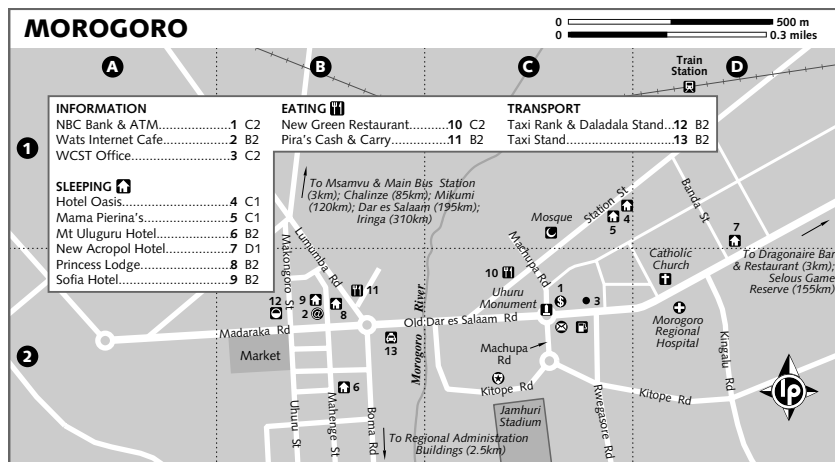 MOROGORO
0 500 m
0 0.3 miles
A B C D
1
2
INFORMATION
NBC Bank & ATM.....................1 C2
Wats Internet Cafe..................2 B2
WCST Office............................3 C2
SLEEPING
Hotel Oasis..............................4 C1
Mama Pierina's........................5 C1
Mt Uluguru Hotel....................6 B2
New Acropol Hotel..................7 D1
Princess Lodge........................8 B2
Sofia Hotel..............................9 B2
EATING
New Green Restaurant..........10 C2
Pira's Cash & Carry...............11 B2
TRANSPORT
Taxi Rank & Daladala Stand...12 B2
Taxi Stand.............................13 B2
Train
Station
To Msamvu & Main Bus Station
(3km); Chalinze (85km); Mikumi
(120km); Dar es Salaam (195km);
Iringa (310km)
Mosque
Station St
4
5
Banda St
7
To Dragonaire Bar
& Restaurant (3km);
Selous Game
Reserve (155km)
Catholic
Church
Machupa Rd
10
Uhuru
Monument
1
3
Morogoro
Regional
Hospital
Makongoro St
Lumumba Rd
11
12
9
2
8
Madaraka Rd
Market
13
Old Dar es Salaam Rd
Morogoro River
Machupa
Rd
Kitope Rd
Kitope Rd
Jamhuri
Stadium
Rwegasore Rd
Kingalu Rd
6
Uhuru St
Mahenge St
Boma Rd
To Regional Administration
Buildings (2.5km)
lp